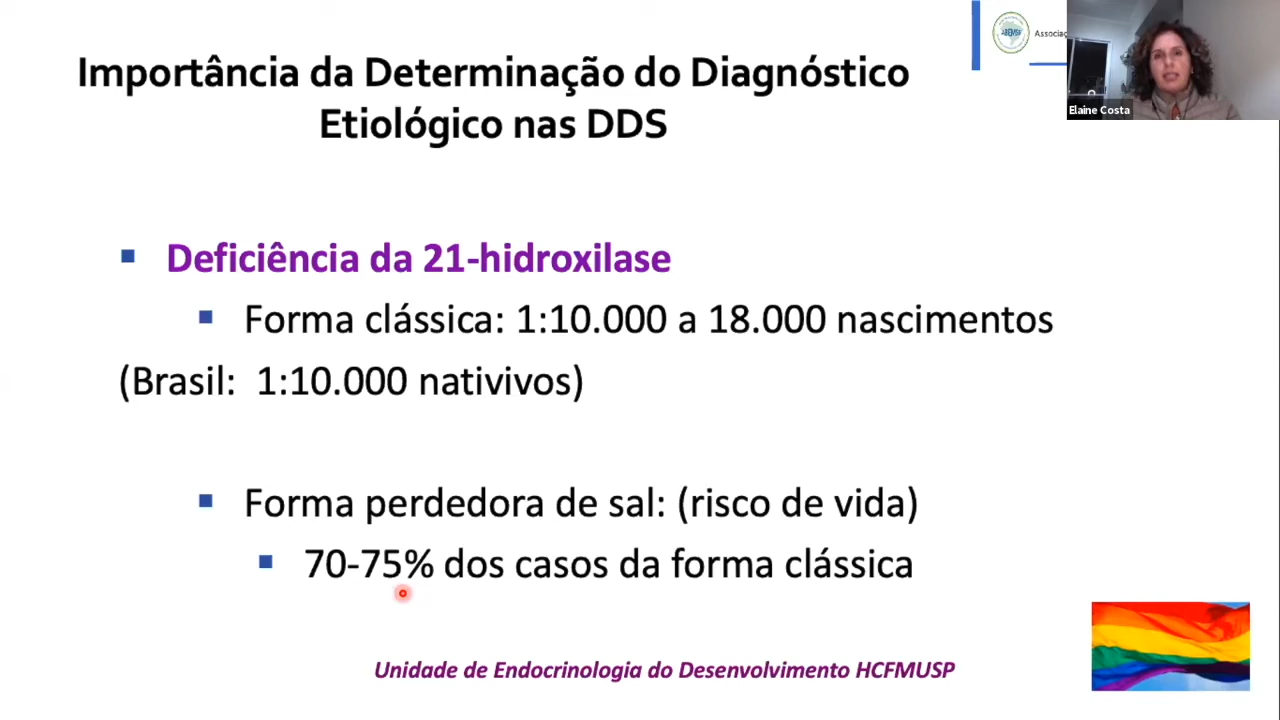 Importância da Determinação do Diagnóstico
Etiológico nas DDS
Associaç
Elaine Costa
Deficiência da 21-hidroxilase
Forma clássica: 1:10.000 a 18.000 nascimentos
(Brasil: 1:10.000 nativivos)
Forma perdedora de sal: (risco de vida)
70-75% dos casos da forma clássica
Unidade de Endocrinologia do Desenvolvimento HCFMUSP